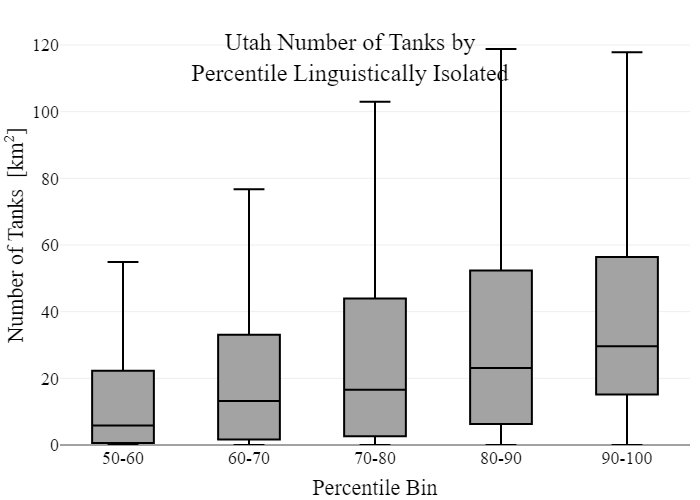 Utah Number of Tanks by
Percentile Linguistically Isolated
Number of Tanks [km²]
120
100
80
60
40
20
0
50-60 60-70 70-80 80-90 90-100
Percentile Bin